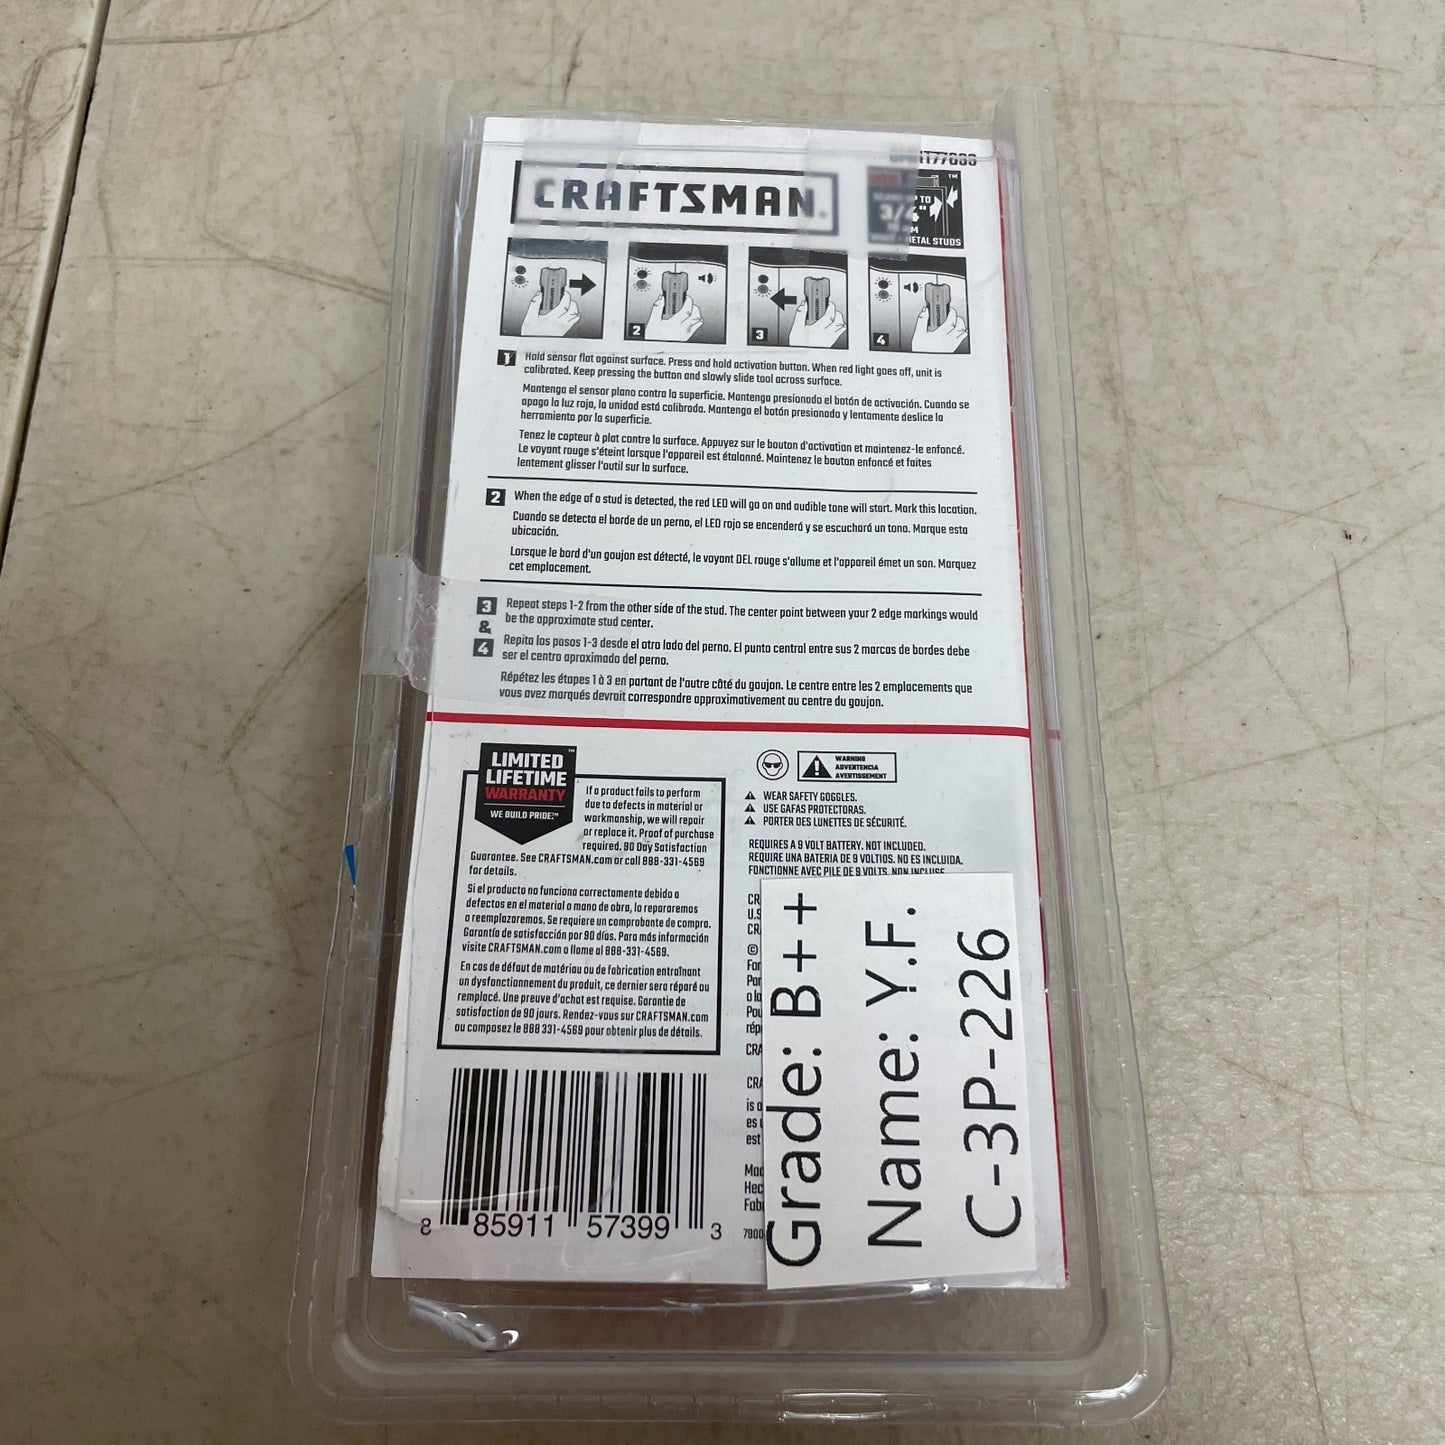 CRAFTSMAN
™
UP TO
3/4"
METAL STUDS
2
3
4
1 Hold sensor flat against surface. Press and hold activation button. When red light goes off, unit is
calibrated. Keep pressing the button and slowly slide tool across surface.
Mantenga el sensor plano contra la superficie. Mantenga presionado el botón de activación. Cuando se
apaga la luz roja, la unidad está calibrada. Mantenga el botón presionado y lentamente deslice la
herramienta por la superficie.
Tenez le capteur à plat contre la surface. Appuyez sur le bouton d'activation et maintenez-le enfoncé.
Le voyant rouge s'éteint lorsque l'appareil est étalonné. Maintenez le bouton enfoncé et faites
lentement glisser l'outil sur la surface.
2 When the edge of a stud is detected, the red LED will go on and audible tone will start. Mark this location.
Cuando se detecta el borde de un perno, el LED rojo se encenderá y se escuchará un tono. Marque esta
ubicación.
Lorsque le bord d'un goujon est détecté, le voyant DEL rouge s'allume et l'appareil émet un son. Marquez
cet emplacement.
3 & 4 Repeat steps 1-2 from the other side of the stud. The center point between your 2 edge markings would
be the approximate stud center.
Repita los pasos 1-3 desde el otro lado del perno. El punto central entre sus 2 marcas de bordes debe
ser el centro aproximado del perno.
Répétez les étapes 1 à 3 en partant de l'autre côté du goujon. Le centre entre les 2 emplacements que
vous avez marqués devrait correspondre approximativement au centre du goujon.
LIMITED
LIFETIME
WARRANTY
WE BUILD PRIDE.™
If a product fails to perform
due to defects in material or
workmanship, we will repair
or replace it. Proof of purchase
required. 90 Day Satisfaction
Guarantee. See CRAFTSMAN.com or call 888-331-4569
for details.
Si el producto no funciona correctamente debido a
defectos en el material o mano de obra, lo repararemos
o reemplazaremos. Se requiere un comprobante de compra.
Garantía de satisfacción por 90 días. Para más información
visite CRAFTSMAN.com o llame al 888-331-4569.
En cas de défaut de matériau ou de fabrication entraînant
un dysfonctionnement du produit, ce dernier sera réparé ou
remplacé. Une preuve d'achat est requise. Garantie de
satisfaction de 90 jours. Rendez-vous sur CRAFTSMAN.com
ou composez le 888 331-4569 pour obtenir plus de détails.
8 85911 57399 3
WARNING
ADVERTENCIA
AVERTISSEMENT
WEAR SAFETY GOGGLES.
USE GAFAS PROTECTORAS.
PORTER DES LUNETTES DE SÉCURITÉ.
REQUIRES A 9 VOLT BATTERY. NOT INCLUDED.
REQUIRE UNA BATERIA DE 9 VOLTIOS. NO ES INCLUIDA.
FONCTIONNE AVEC PILE DE 9 VOLTS. NON INCLUSE
Grade: B++
Name: Y.F.
C-3P-226